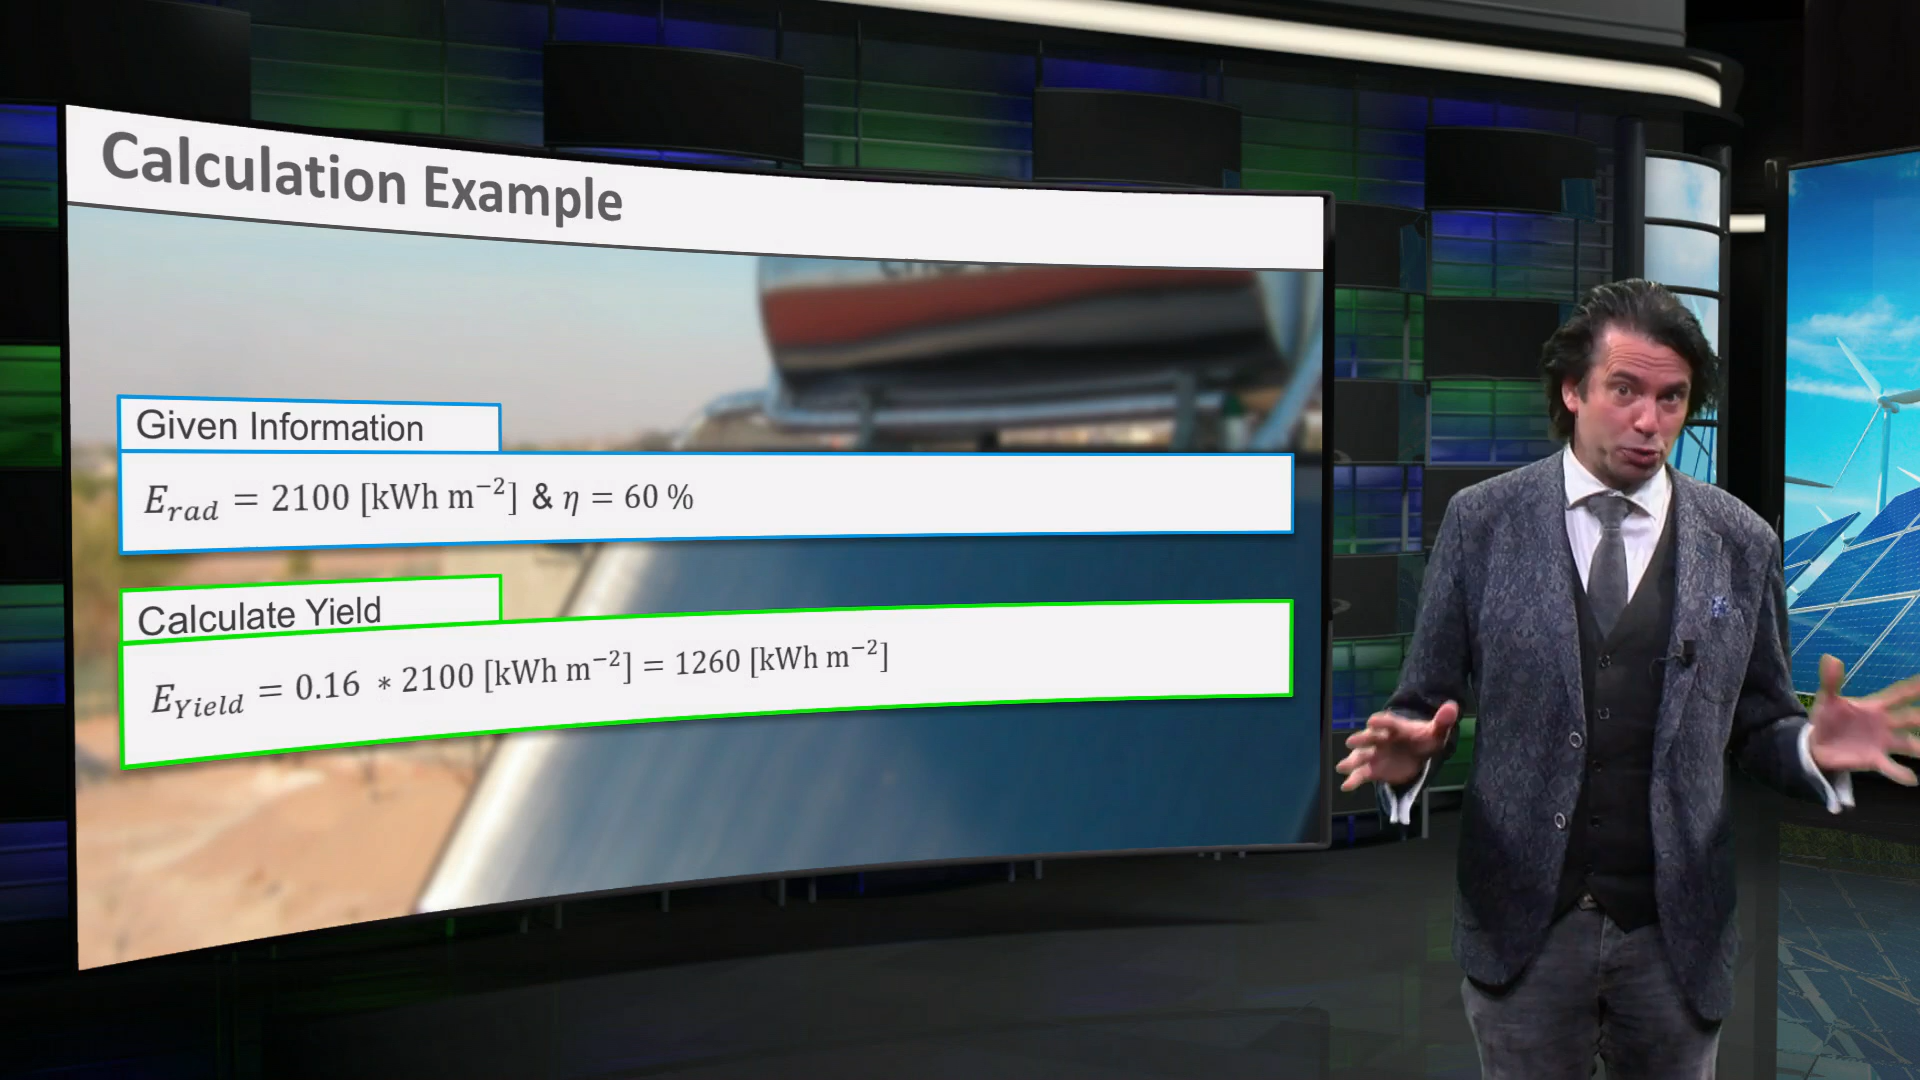 Calculation Example
Given Information
E_rad = 2100 [kWh m⁻²] & η = 60 %
Calculate Yield
E_Yield = 0.16 * 2100 [kWh m⁻²] = 1260 [kWh m⁻²]